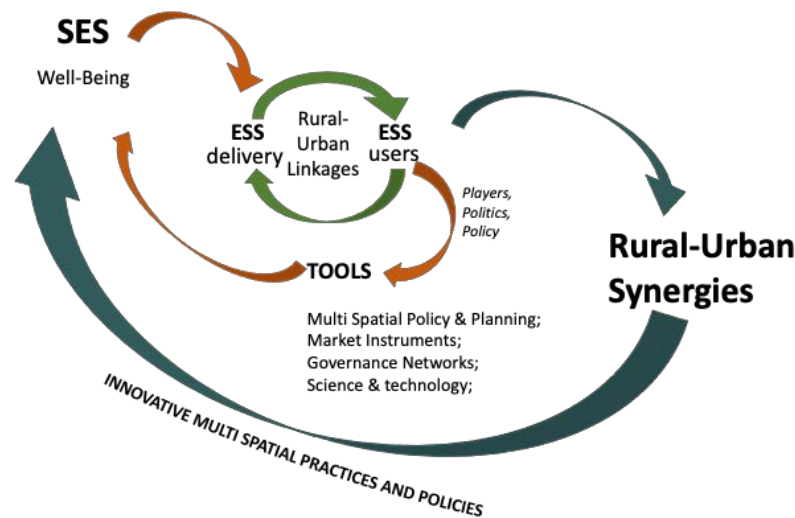 SES
Well-Being
ESS
delivery
Rural-
Urban
Linkages
ESS
users
Players,
Politics,
Policy
TOOLS
Multi Spatial Policy & Planning;
Market Instruments;
Governance Networks;
Science & technology;
Rural-Urban
Synergies
INNOVATIVE MULTI SPATIAL PRACTICES AND POLICIES